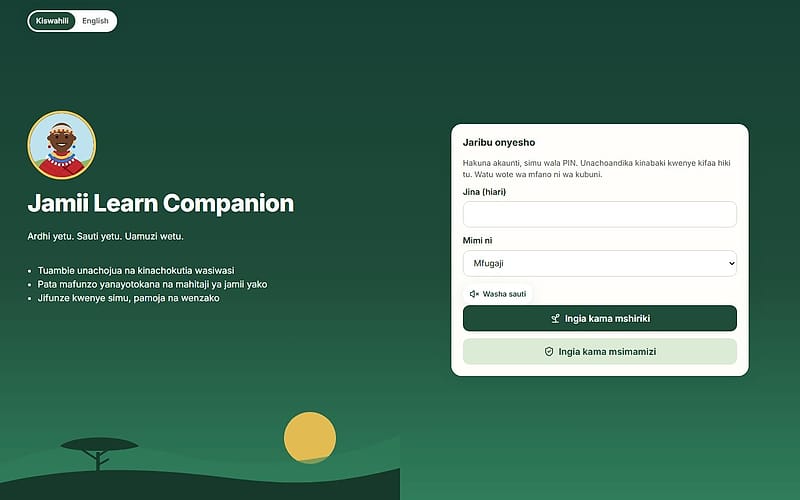 Kiswahili English
Jamii Learn Companion
Ardhi yetu. Sauti yetu. Uamuzi wetu.
• Tuambie unachojua na kinachokutia wasiwasi
• Pata mafunzo yanayotokana na mahitaji ya jamii yako
• Jifunze kwenye simu, pamoja na wenzako
Jaribu onyesho
Hakuna akaunti, simu wala PIN. Unachoandika kinabaki kwenye kifaa hiki
tu. Watu wote wa mfano ni wa kubuni.
Jina (hiari)
Mimi ni
Mfugaji
Washa sauti
Ingia kama mshiriki
Ingia kama msimamizi